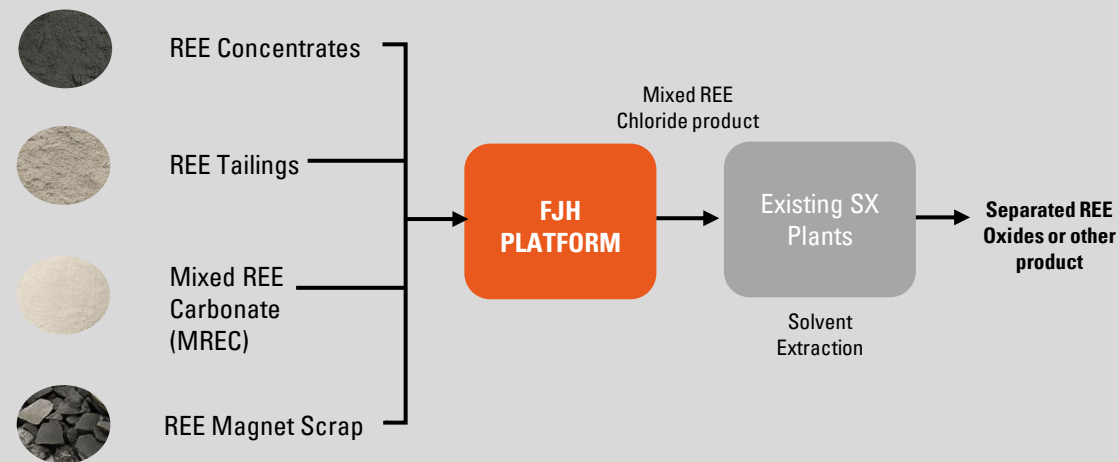 REE Concentrates
REE Tailings
Mixed REE
Carbonate
(MREC)
REE Magnet Scrap
FJH
PLATFORM
Mixed REE
Chloride product
Existing SX
Plants
Solvent
Extraction
Separated REE
Oxides or other
product